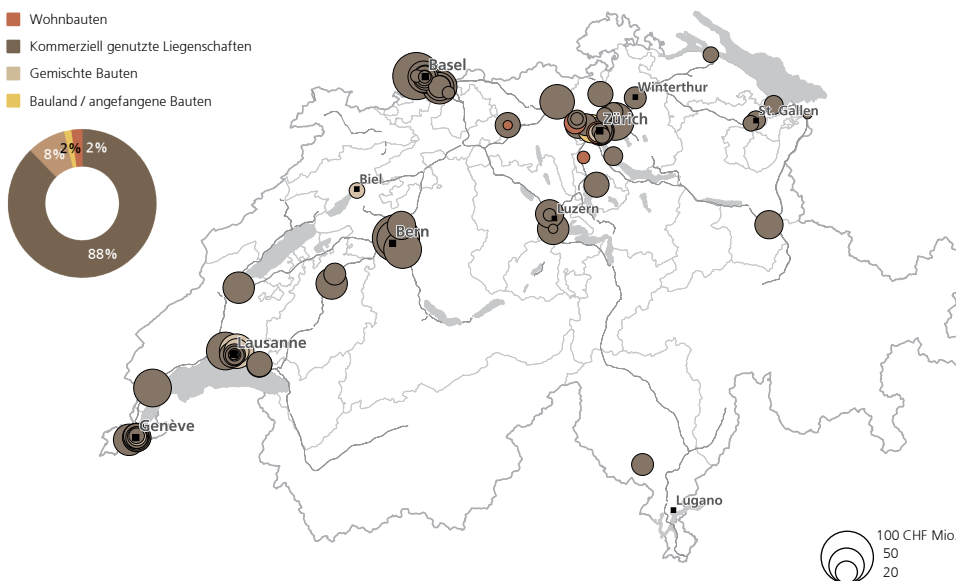 Wohnbauten
Kommerziell genutzte Liegenschaften
Gemischte Bauten
Bauland / angefangene Bauten
8%
2%
2%
88%
Basel
Winterthur
Zürich
St. Gallen
Biel
Luzern
Bern
Lausanne
Genève
Lugano
100 CHF Mio.
50
20